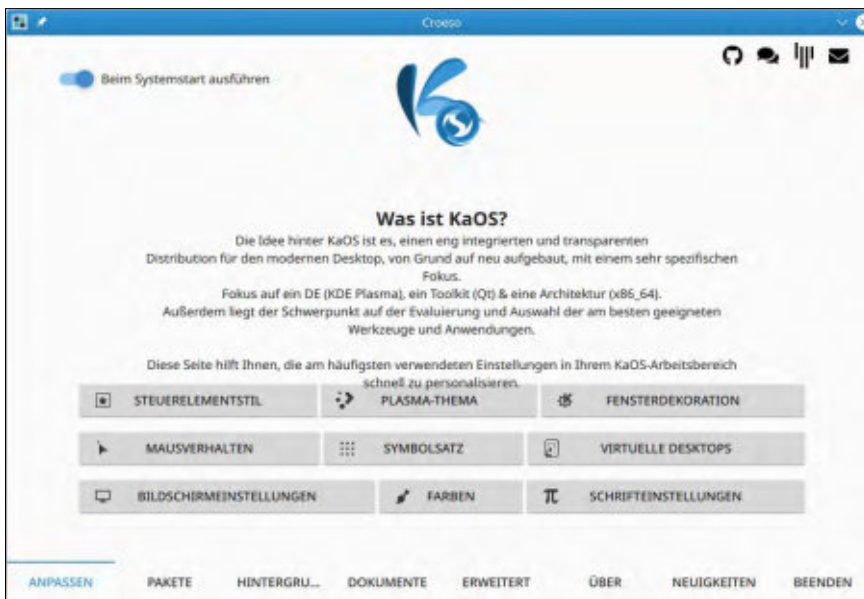 Croeso
Beim Systemstart ausführen
Was ist KaOS?
Die Idee hinter KaOS ist es, einen eng integrierten und transparenten
Distribution für den modernen Desktop, von Grund auf neu aufgebaut, mit einem sehr spezifischen
Fokus.
Fokus auf ein DE (KDE Plasma), ein Toolkit (Qt) & eine Architektur (x86_64).
Außerdem liegt der Schwerpunkt auf der Evaluierung und Auswahl der am besten geeigneten
Werkzeuge und Anwendungen.
Diese Seite hilft Ihnen, die am häufigsten verwendeten Einstellungen in Ihrem KaOS-Arbeitsbereich
schnell zu personalisieren.
STEUERELEMENTSTIL PLASMA-THEMA FENSTERDEKORATION
MAUSVERHALTEN SYMBOLSATZ VIRTUELLE DESKTOPS
BILDSCHIRMEINSTELLUNGEN FARBEN SCHRIFTEINSTELLUNGEN
ANPASSEN PAKETE HINTERGRU... DOKUMENTE ERWEITERT ÜBER NEUIGKEITEN BEENDEN